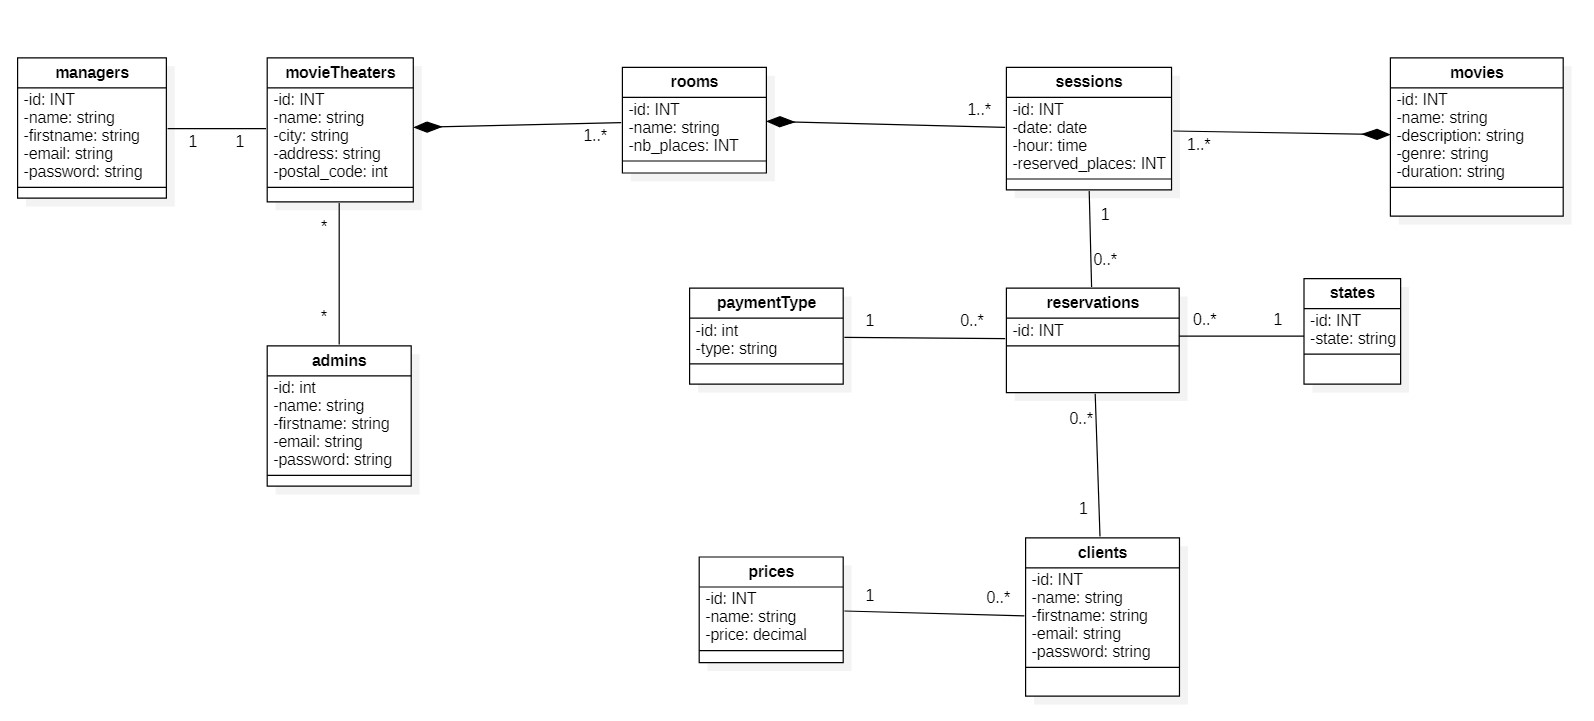 managers
-id: INT
-name: string
-firstname: string
-email: string
-password: string
1
1
movieTheaters
-id: INT
-name: string
-city: string
-address: string
-postal_code: int
1..*
rooms
-id: INT
-name: string
-nb_places: INT
1..*
sessions
-id: INT
-date: date
-hour: time
-reserved_places: INT
1..*
movies
-id: INT
-name: string
-description: string
-genre: string
-duration: string
*
*
admins
-id: int
-name: string
-firstname: string
-email: string
-password: string
1
0..*
paymentType
-id: int
-type: string
1
0..*
reservations
-id: INT
0..*
1
states
-id: INT
-state: string
0..*
1
prices
-id: INT
-name: string
-price: decimal
1
0..*
clients
-id: INT
-name: string
-firstname: string
-email: string
-password: string